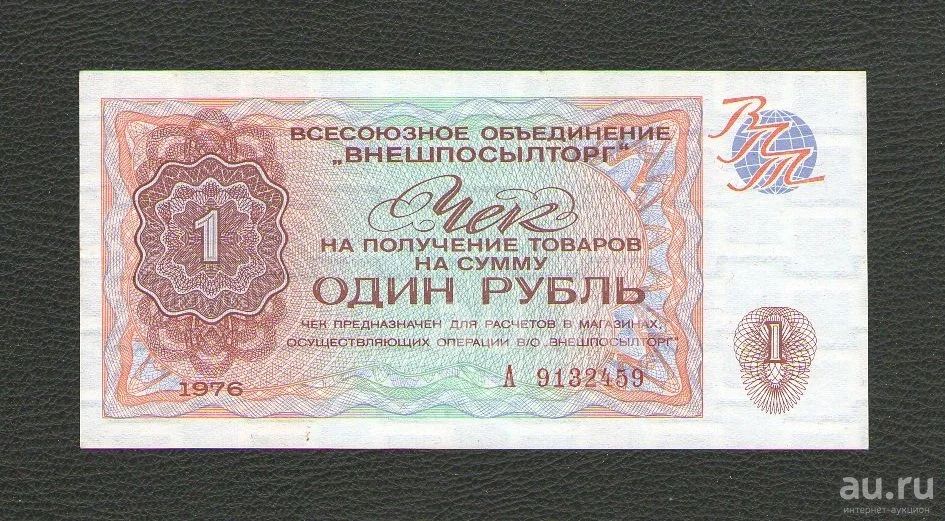 ВСЕСОЮЗНОЕ ОБЪЕДИНЕНИЕ
„ВНЕШПОСЫЛТОРГ“
ВПТ
Чек
1
НА ПОЛУЧЕНИЕ ТОВАРОВ
НА СУММУ
ОДИН РУБЛЬ
ЧЕК ПРЕДНАЗНАЧЕН ДЛЯ РАСЧЕТОВ В МАГАЗИНАХ,
ОСУЩЕСТВЛЯЮЩИХ ОПЕРАЦИИ В/О „ВНЕШПОСЫЛТОРГ“
1
1976
А 9132459
au.ru
интернет-аукцион